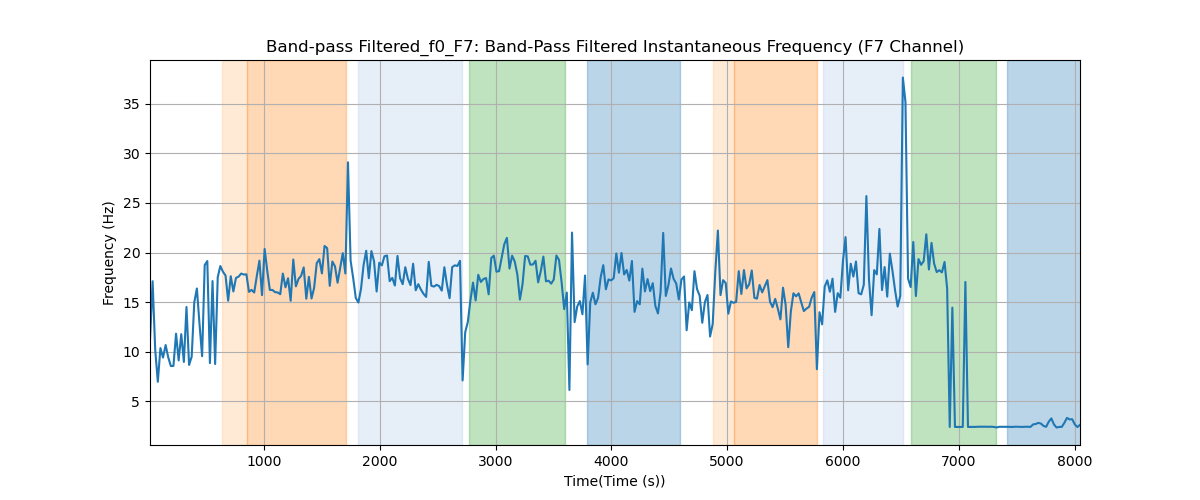 Band-pass Filtered_f0_F7: Band-Pass Filtered Instantaneous Frequency (F7 Channel)
Frequency (Hz)
35
30
25
20
15
10
5
1000 2000 3000 4000 5000 6000 7000 8000
Time(Time (s))